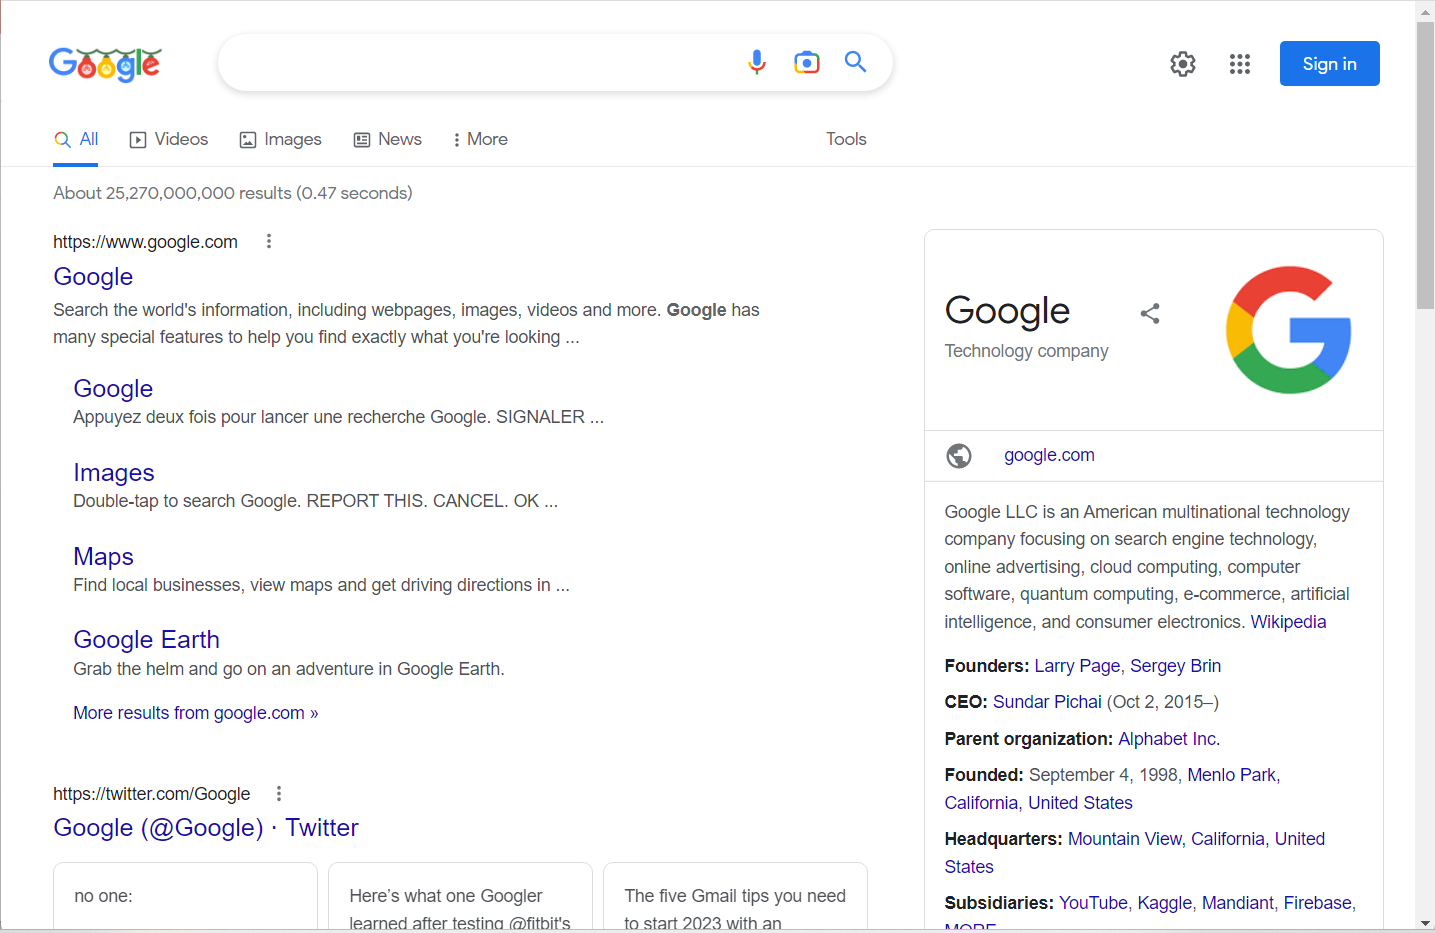 Google
Sign in
All
Videos
Images
News
More
Tools
About 25,270,000,000 results (0.47 seconds)
https://www.google.com
Google
Search the world's information, including webpages, images, videos and more. Google has
many special features to help you find exactly what you're looking ...
Google
Appuyez deux fois pour lancer une recherche Google. SIGNALER ...
Images
Double-tap to search Google. REPORT THIS. CANCEL. OK ...
Maps
Find local businesses, view maps and get driving directions in ...
Google Earth
Grab the helm and go on an adventure in Google Earth.
More results from google.com »
https://twitter.com/Google
Google (@Google) · Twitter
no one:
Here’s what one Googler
learned after testing @fitbit's
The five Gmail tips you need
to start 2023 with an
Google
Technology company
google.com
Google LLC is an American multinational technology
company focusing on search engine technology,
online advertising, cloud computing, computer
software, quantum computing, e-commerce, artificial
intelligence, and consumer electronics. Wikipedia
Founders: Larry Page, Sergey Brin
CEO: Sundar Pichai (Oct 2, 2015–)
Parent organization: Alphabet Inc.
Founded: September 4, 1998, Menlo Park,
California, United States
Headquarters: Mountain View, California, United
States
Subsidiaries: YouTube, Kaggle, Mandiant, Firebase,
MORE